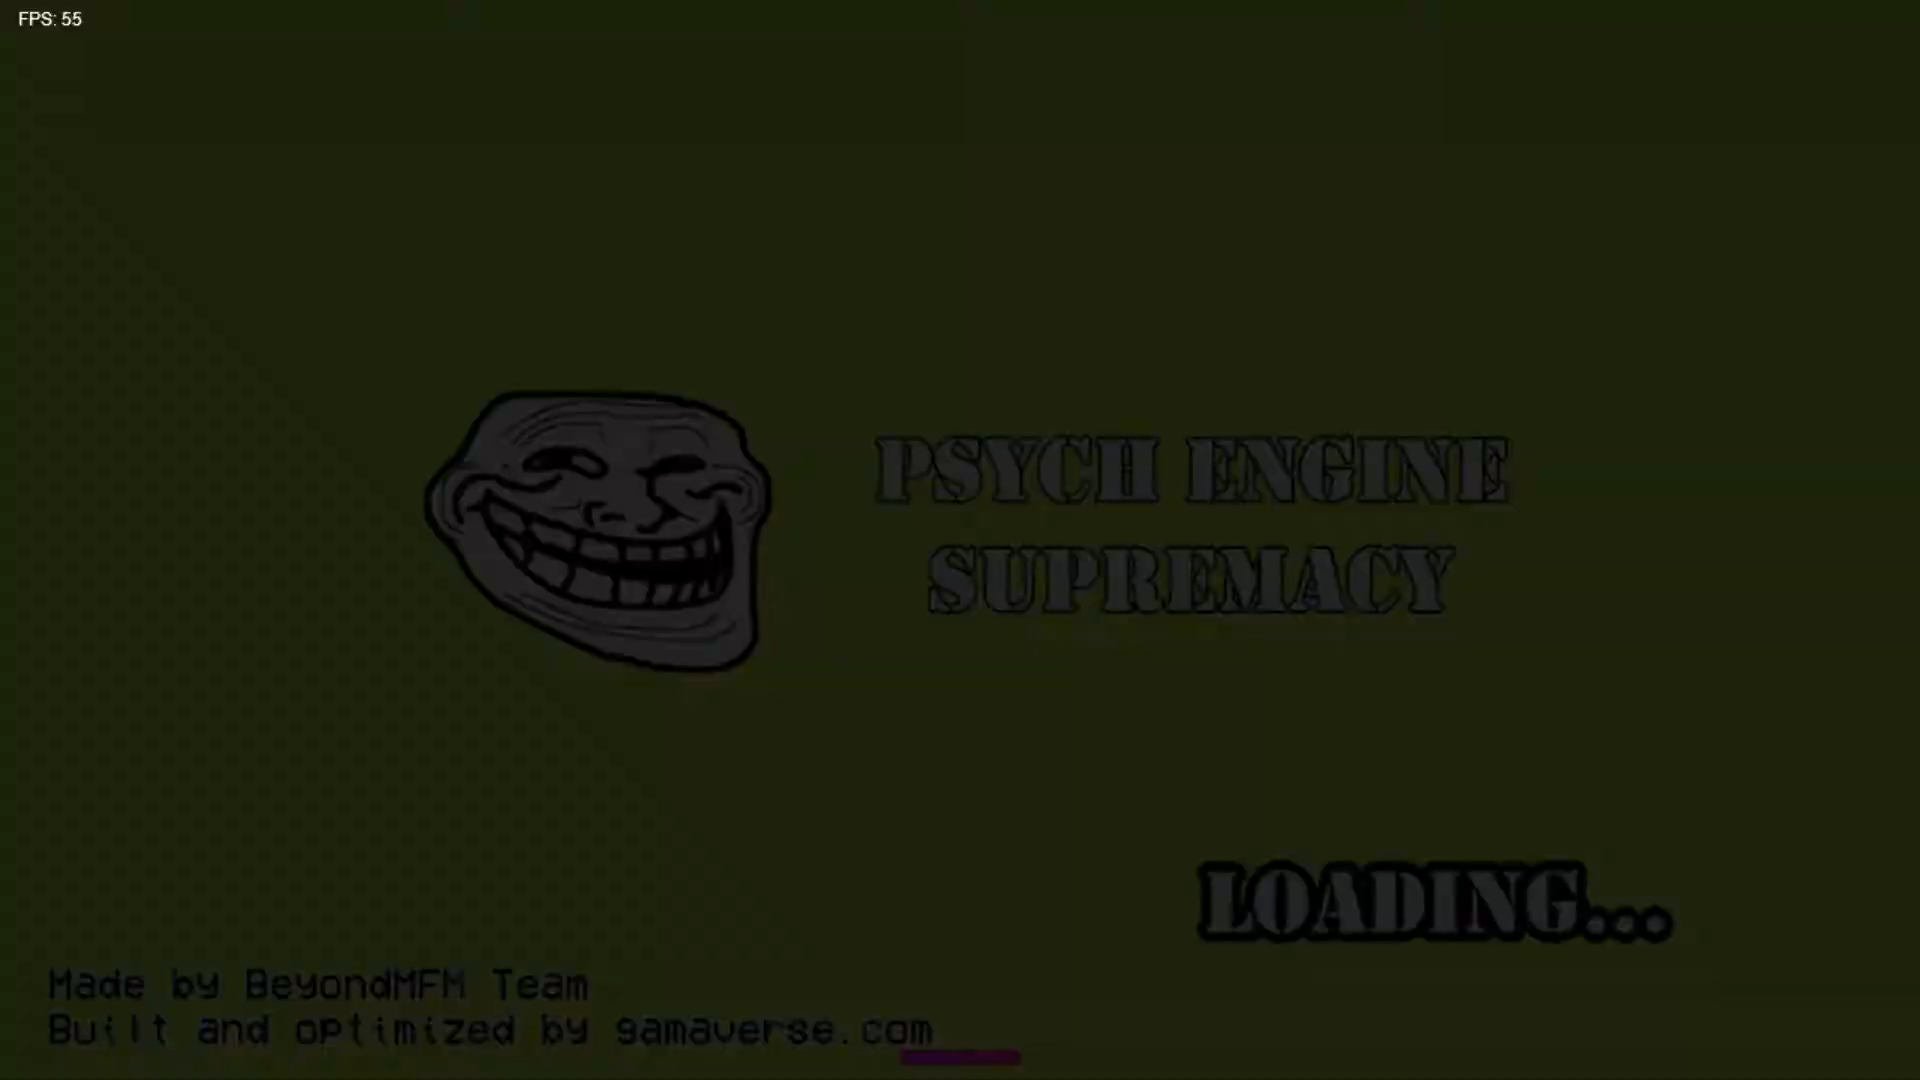 FPS: 55
PSYCH ENGINE
SUPREMACY
LOADING...
Made by BeyondMFM Team
Built and optimized by gamaverse.com